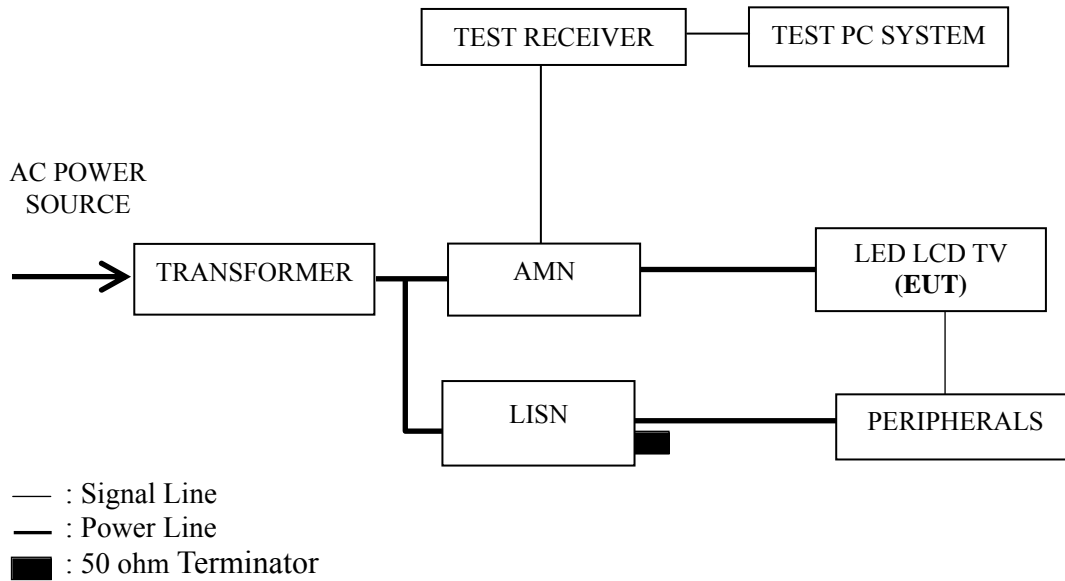 TEST RECEIVER
TEST PC SYSTEM
AC POWER
SOURCE
TRANSFORMER
AMN
LED LCD TV
(EUT)
LISN
PERIPHERALS
: Signal Line
: Power Line
: 50 ohm Terminator